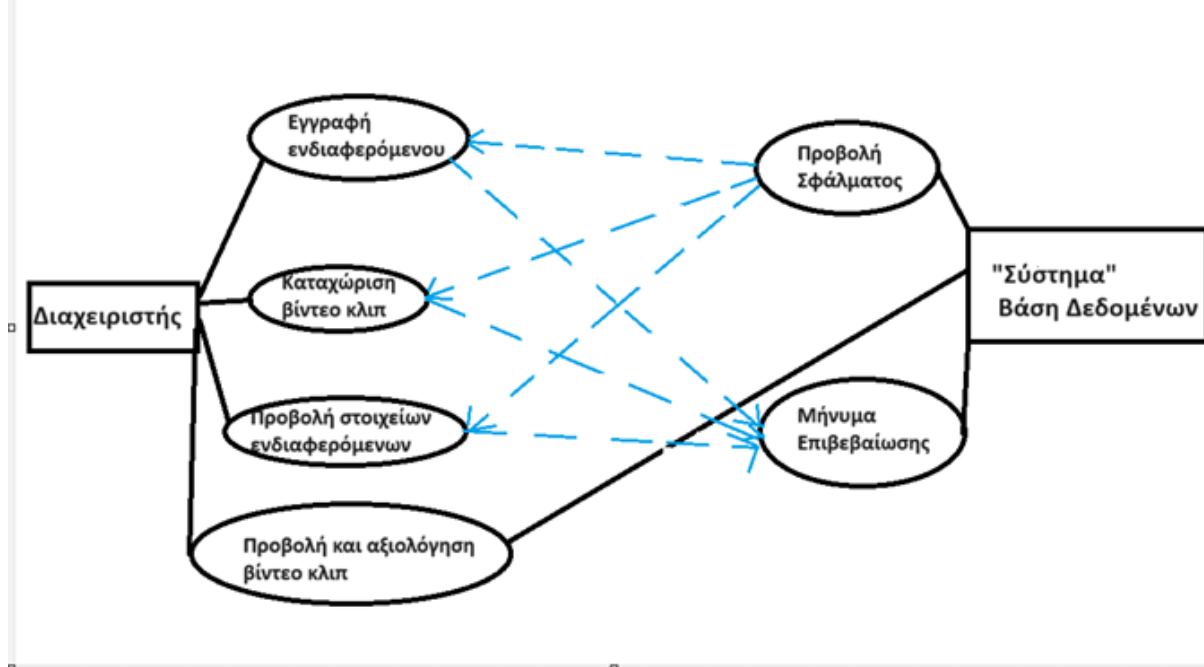 Εγγραφή
ενδιαφερόμενου
Προβολή
Σφάλματος
Καταχώριση
βίντεο κλιπ
Διαχειριστής
"Σύστημα"
Βάση Δεδομένων
Προβολή στοιχείων
ενδιαφερόμενων
Μήνυμα
Επιβεβαίωσης
Προβολή και αξιολόγηση
βίντεο κλιπ